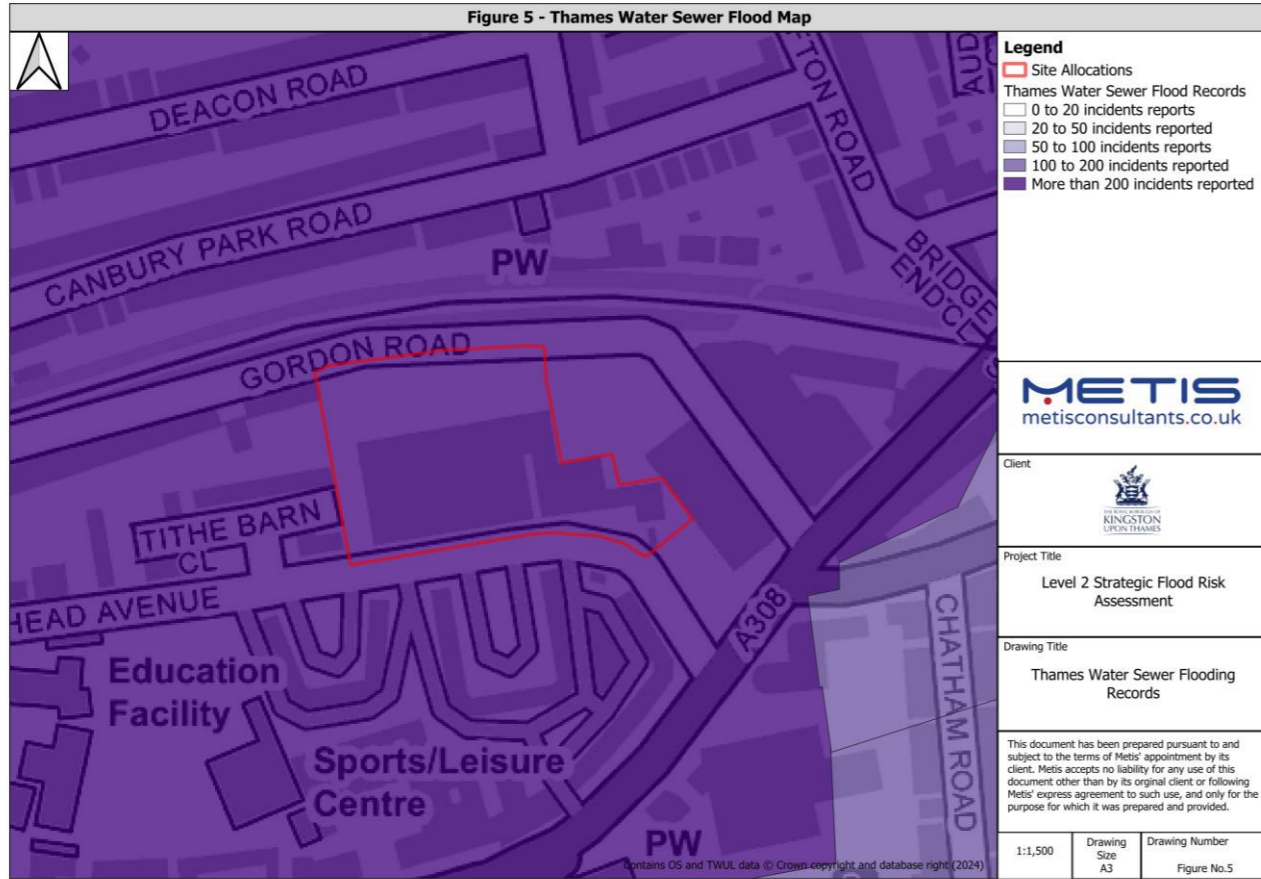 Figure 5 - Thames Water Sewer Flood Map
DEACON ROAD
CANBURY PARK ROAD
PW
BRIDGE
END CL
GORDON ROAD
TITHE BARN
CL
HEAD AVENUE
A308
CHATHAM ROAD
Education
Facility
Sports/Leisure
Centre
PW
TON ROAD
AUD
Contains OS and TWUL data © Crown copyright and database right (2024)
Legend
Site Allocations
Thames Water Sewer Flood Records
0 to 20 incidents reports
20 to 50 incidents reported
50 to 100 incidents reports
100 to 200 incidents reported
More than 200 incidents reported
METIS
metisconsultants.co.uk
Client
THE ROYAL BOROUGH OF
KINGSTON
UPON THAMES
Project Title
Level 2 Strategic Flood Risk
Assessment
Drawing Title
Thames Water Sewer Flooding
Records
This document has been prepared pursuant to and
subject to the terms of Metis' appointment by its
client. Metis accepts no liability for any use of this
document other than by its orginal client or following
Metis' express agreement to such use, and only for the
purpose for which it was prepared and provided.
1:1,500
Drawing
Size
A3
Drawing Number
Figure No.5